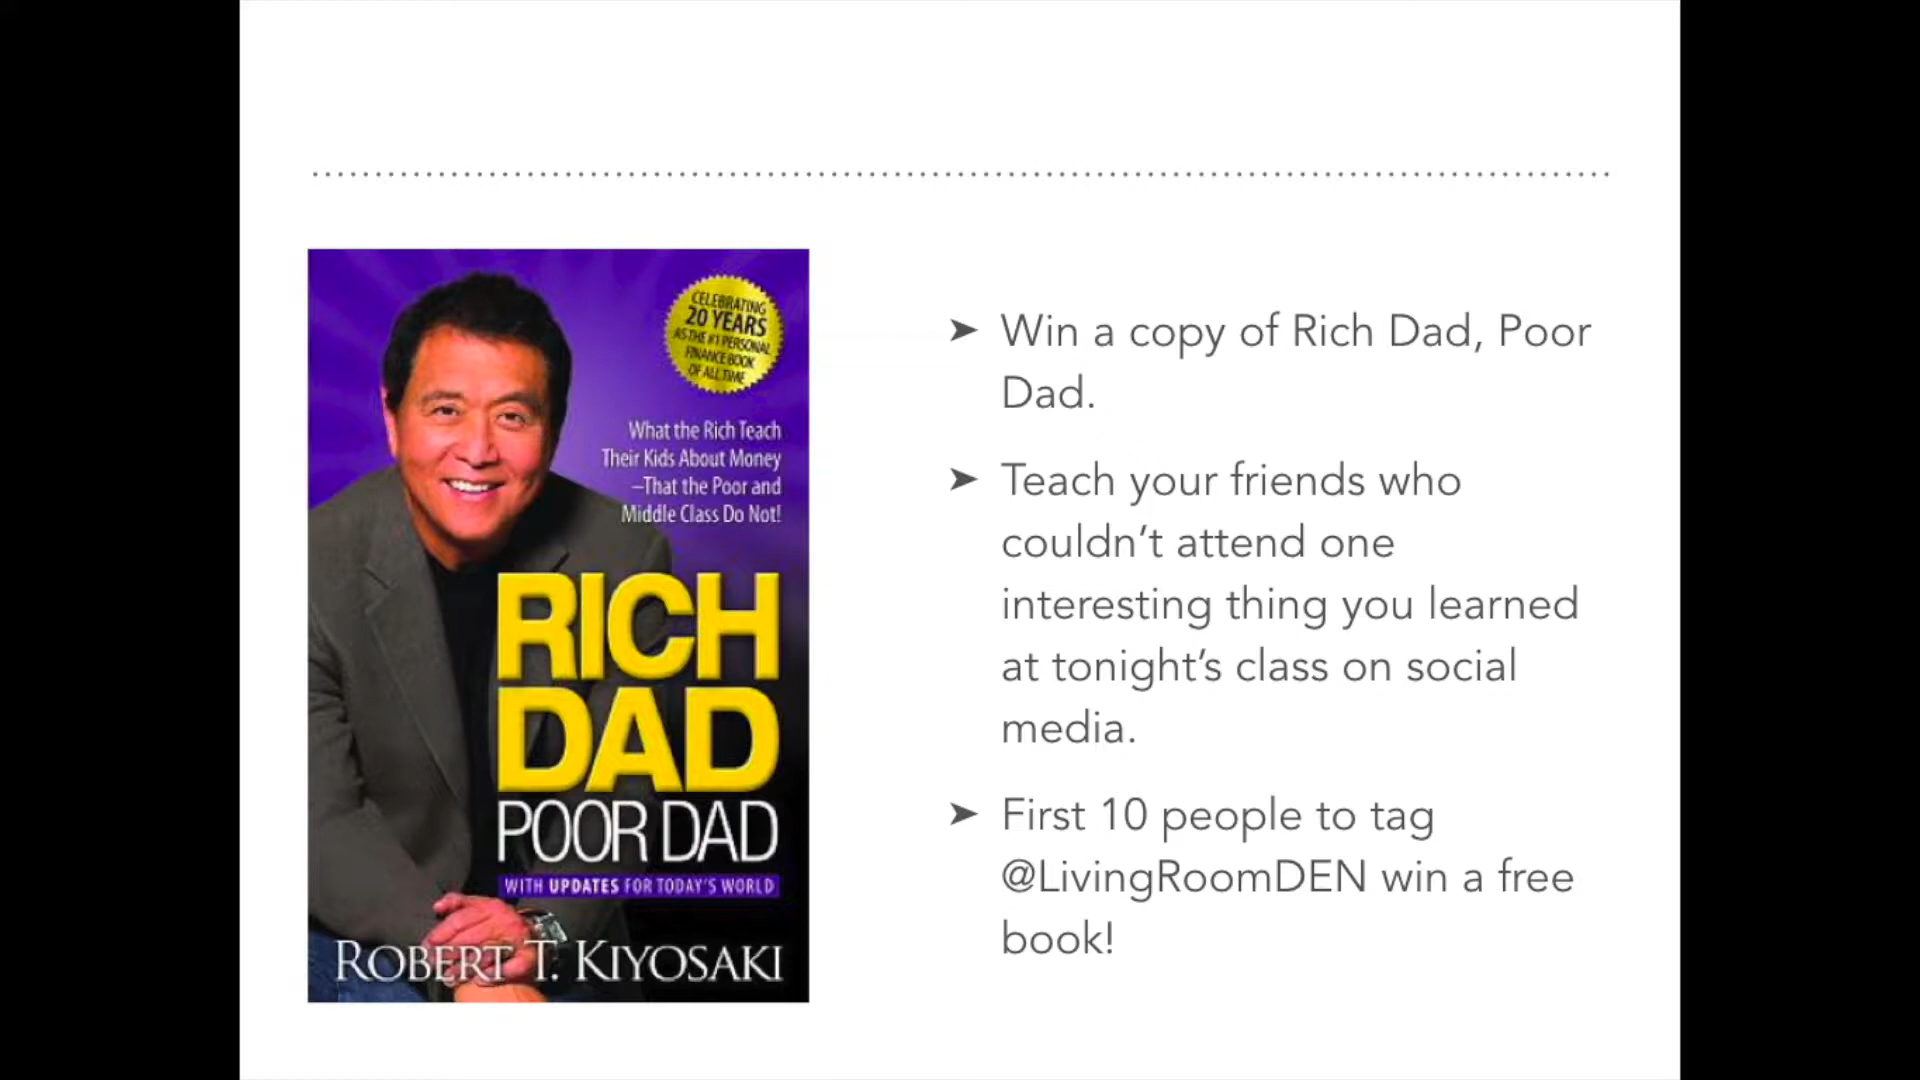 CELEBRATING
20 YEARS
AS THE #1 PERSONAL
FINANCE BOOK
OF ALL TIME
What the Rich Teach
Their Kids About Money
–That the Poor and
Middle Class Do Not!
RICH
DAD
POOR DAD
WITH UPDATES FOR TODAY'S WORLD
ROBERT T. KIYOSAKI
➤ Win a copy of Rich Dad, Poor
Dad.
➤ Teach your friends who
couldn’t attend one
interesting thing you learned
at tonight’s class on social
media.
➤ First 10 people to tag
@LivingRoomDEN win a free
book!